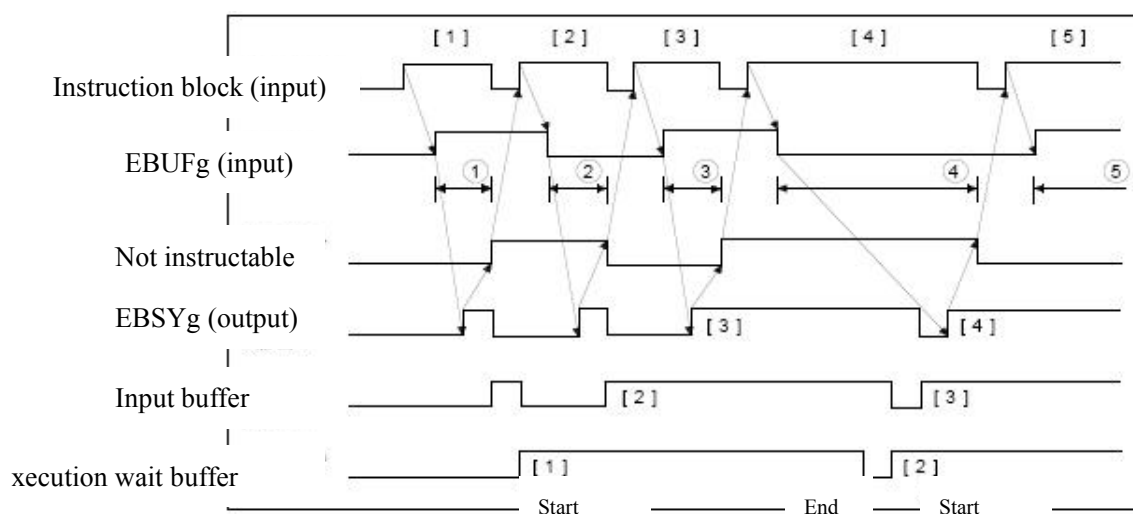 [1] [2] [3] [4] [5]
Instruction block (input)
EBUFg (input)
① ② ③ ④ ⑤
Not instructable
EBSYg (output)
[3] [4]
Input buffer
[2] [3]
xecution wait buffer
[1] [2]
Start End Start